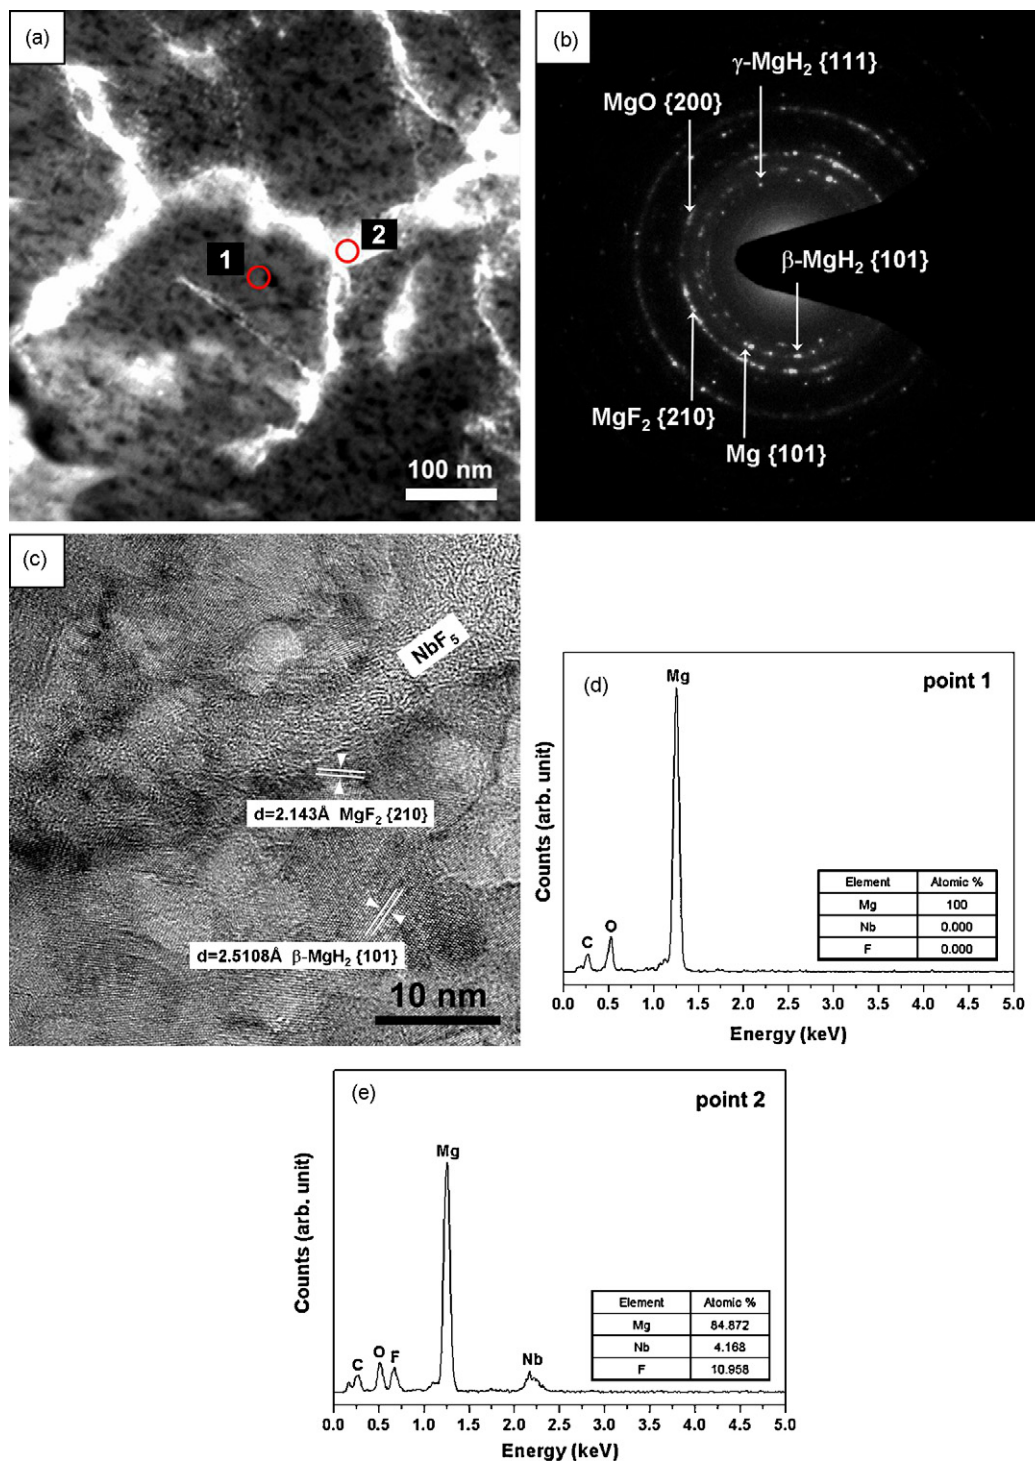 (a)
1
2
100 nm
(b)
γ-MgH₂ {111}
MgO {200}
β-MgH₂ {101}
MgF₂ {210}
Mg {101}
(c)
NbF₅
d=2.143Å MgF₂ {210}
d=2.5108Å β-MgH₂ {101}
10 nm
(d)
point 1
Mg
C
O
Element Atomic %
Mg 100
Nb 0.000
F 0.000
Counts (arb. unit)
0.0 0.5 1.0 1.5 2.0 2.5 3.0 3.5 4.0 4.5 5.0
Energy (keV)
(e)
point 2
Mg
C
O
F
Nb
Element Atomic %
Mg 84.872
Nb 4.168
F 10.958
Counts (arb. unit)
0.0 0.5 1.0 1.5 2.0 2.5 3.0 3.5 4.0 4.5 5.0
Energy (keV)